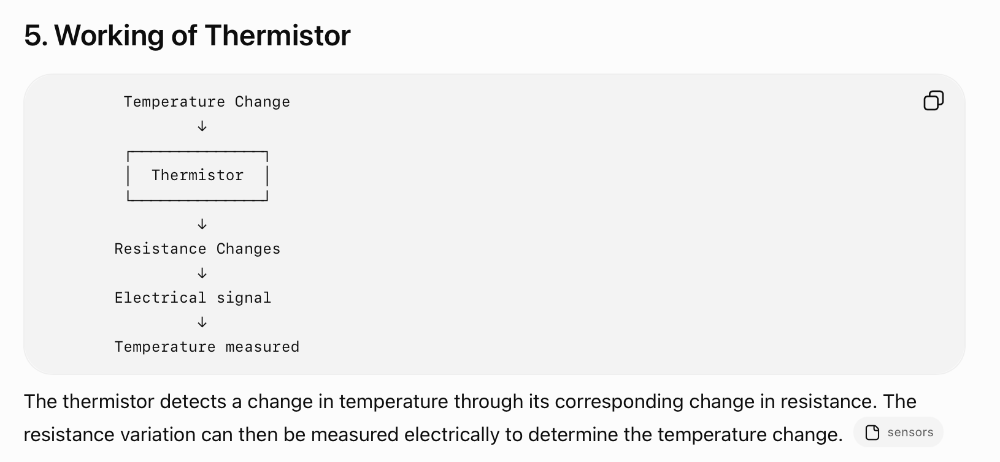 5. Working of Thermistor
Temperature Change
↓
Thermistor
↓
Resistance Changes
↓
Electrical signal
↓
Temperature measured
The thermistor detects a change in temperature through its corresponding change in resistance. The
resistance variation can then be measured electrically to determine the temperature change. sensors